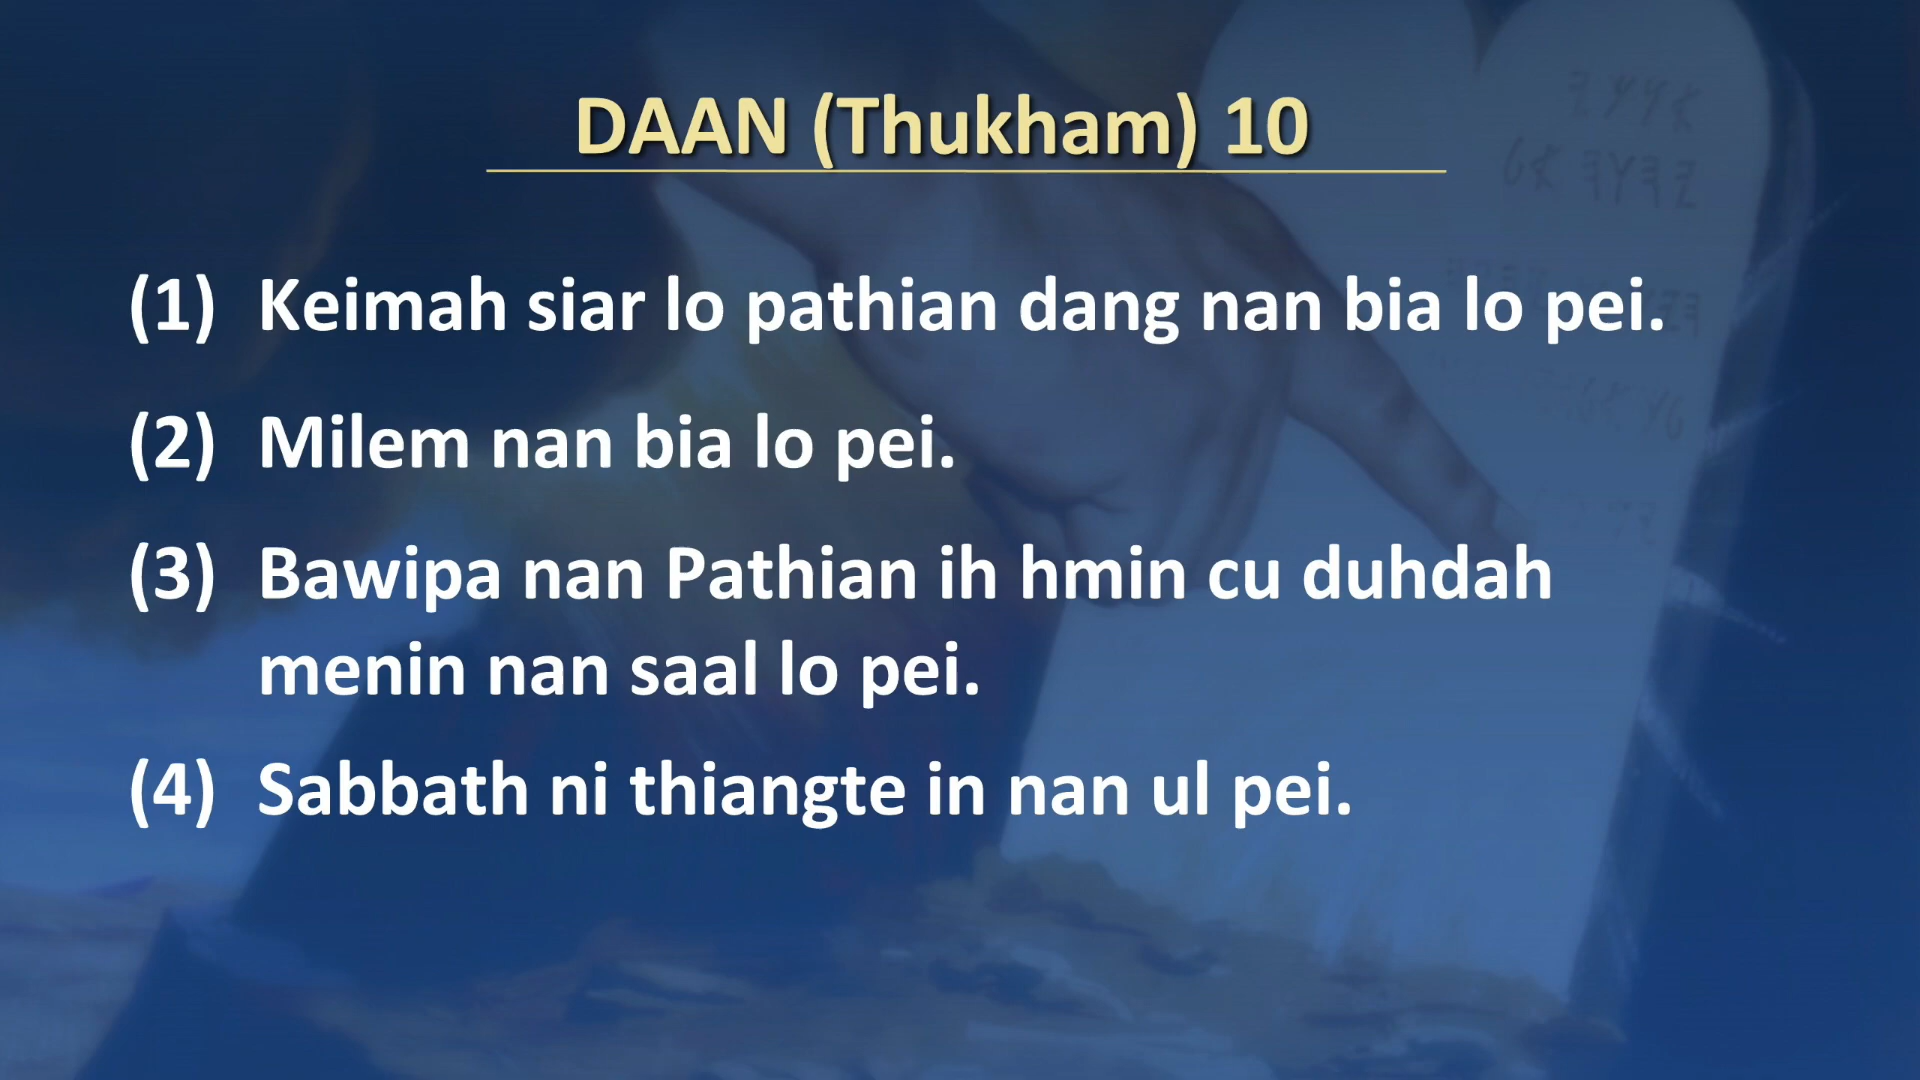 DAAN (Thukham) 10
(1) Keimah siar lo pathian dang nan bia lo pei.
(2) Milem nan bia lo pei.
(3) Bawipa nan Pathian ih hmin cu duhdah
menin nan saal lo pei.
(4) Sabbath ni thiangte in nan ul pei.